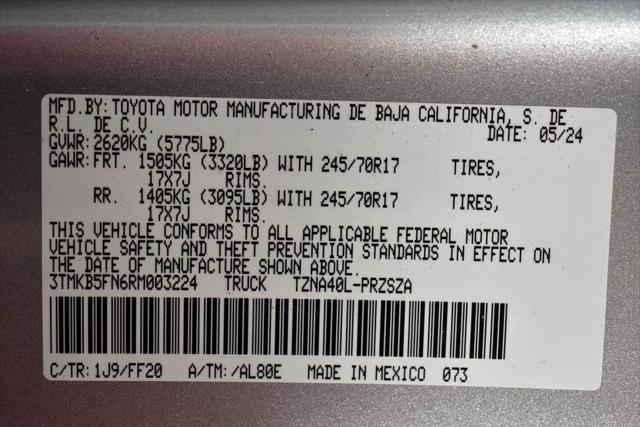 MFD.BY:TOYOTA MOTOR MANUFACTURING DE BAJA CALIFORNIA, S. DE
R.L. DE C.V. DATE: 05/24
GVWR:2620KG (5775LB)
GAWR:FRT. 1505KG (3320LB) WITH 245/70R17 TIRES,
17X7J RIMS.
RR. 1405KG (3095LB) WITH 245/70R17 TIRES,
17X7J RIMS.
THIS VEHICLE CONFORMS TO ALL APPLICABLE FEDERAL MOTOR
VEHICLE SAFETY AND THEFT PREVENTION STANDARDS IN EFFECT ON
THE DATE OF MANUFACTURE SHOWN ABOVE.
3TMKB5FN6RM003224 TRUCK TZNA40L-PRZSZA
C/TR:1J9/FF20 A/TM:/AL80E MADE IN MEXICO 073